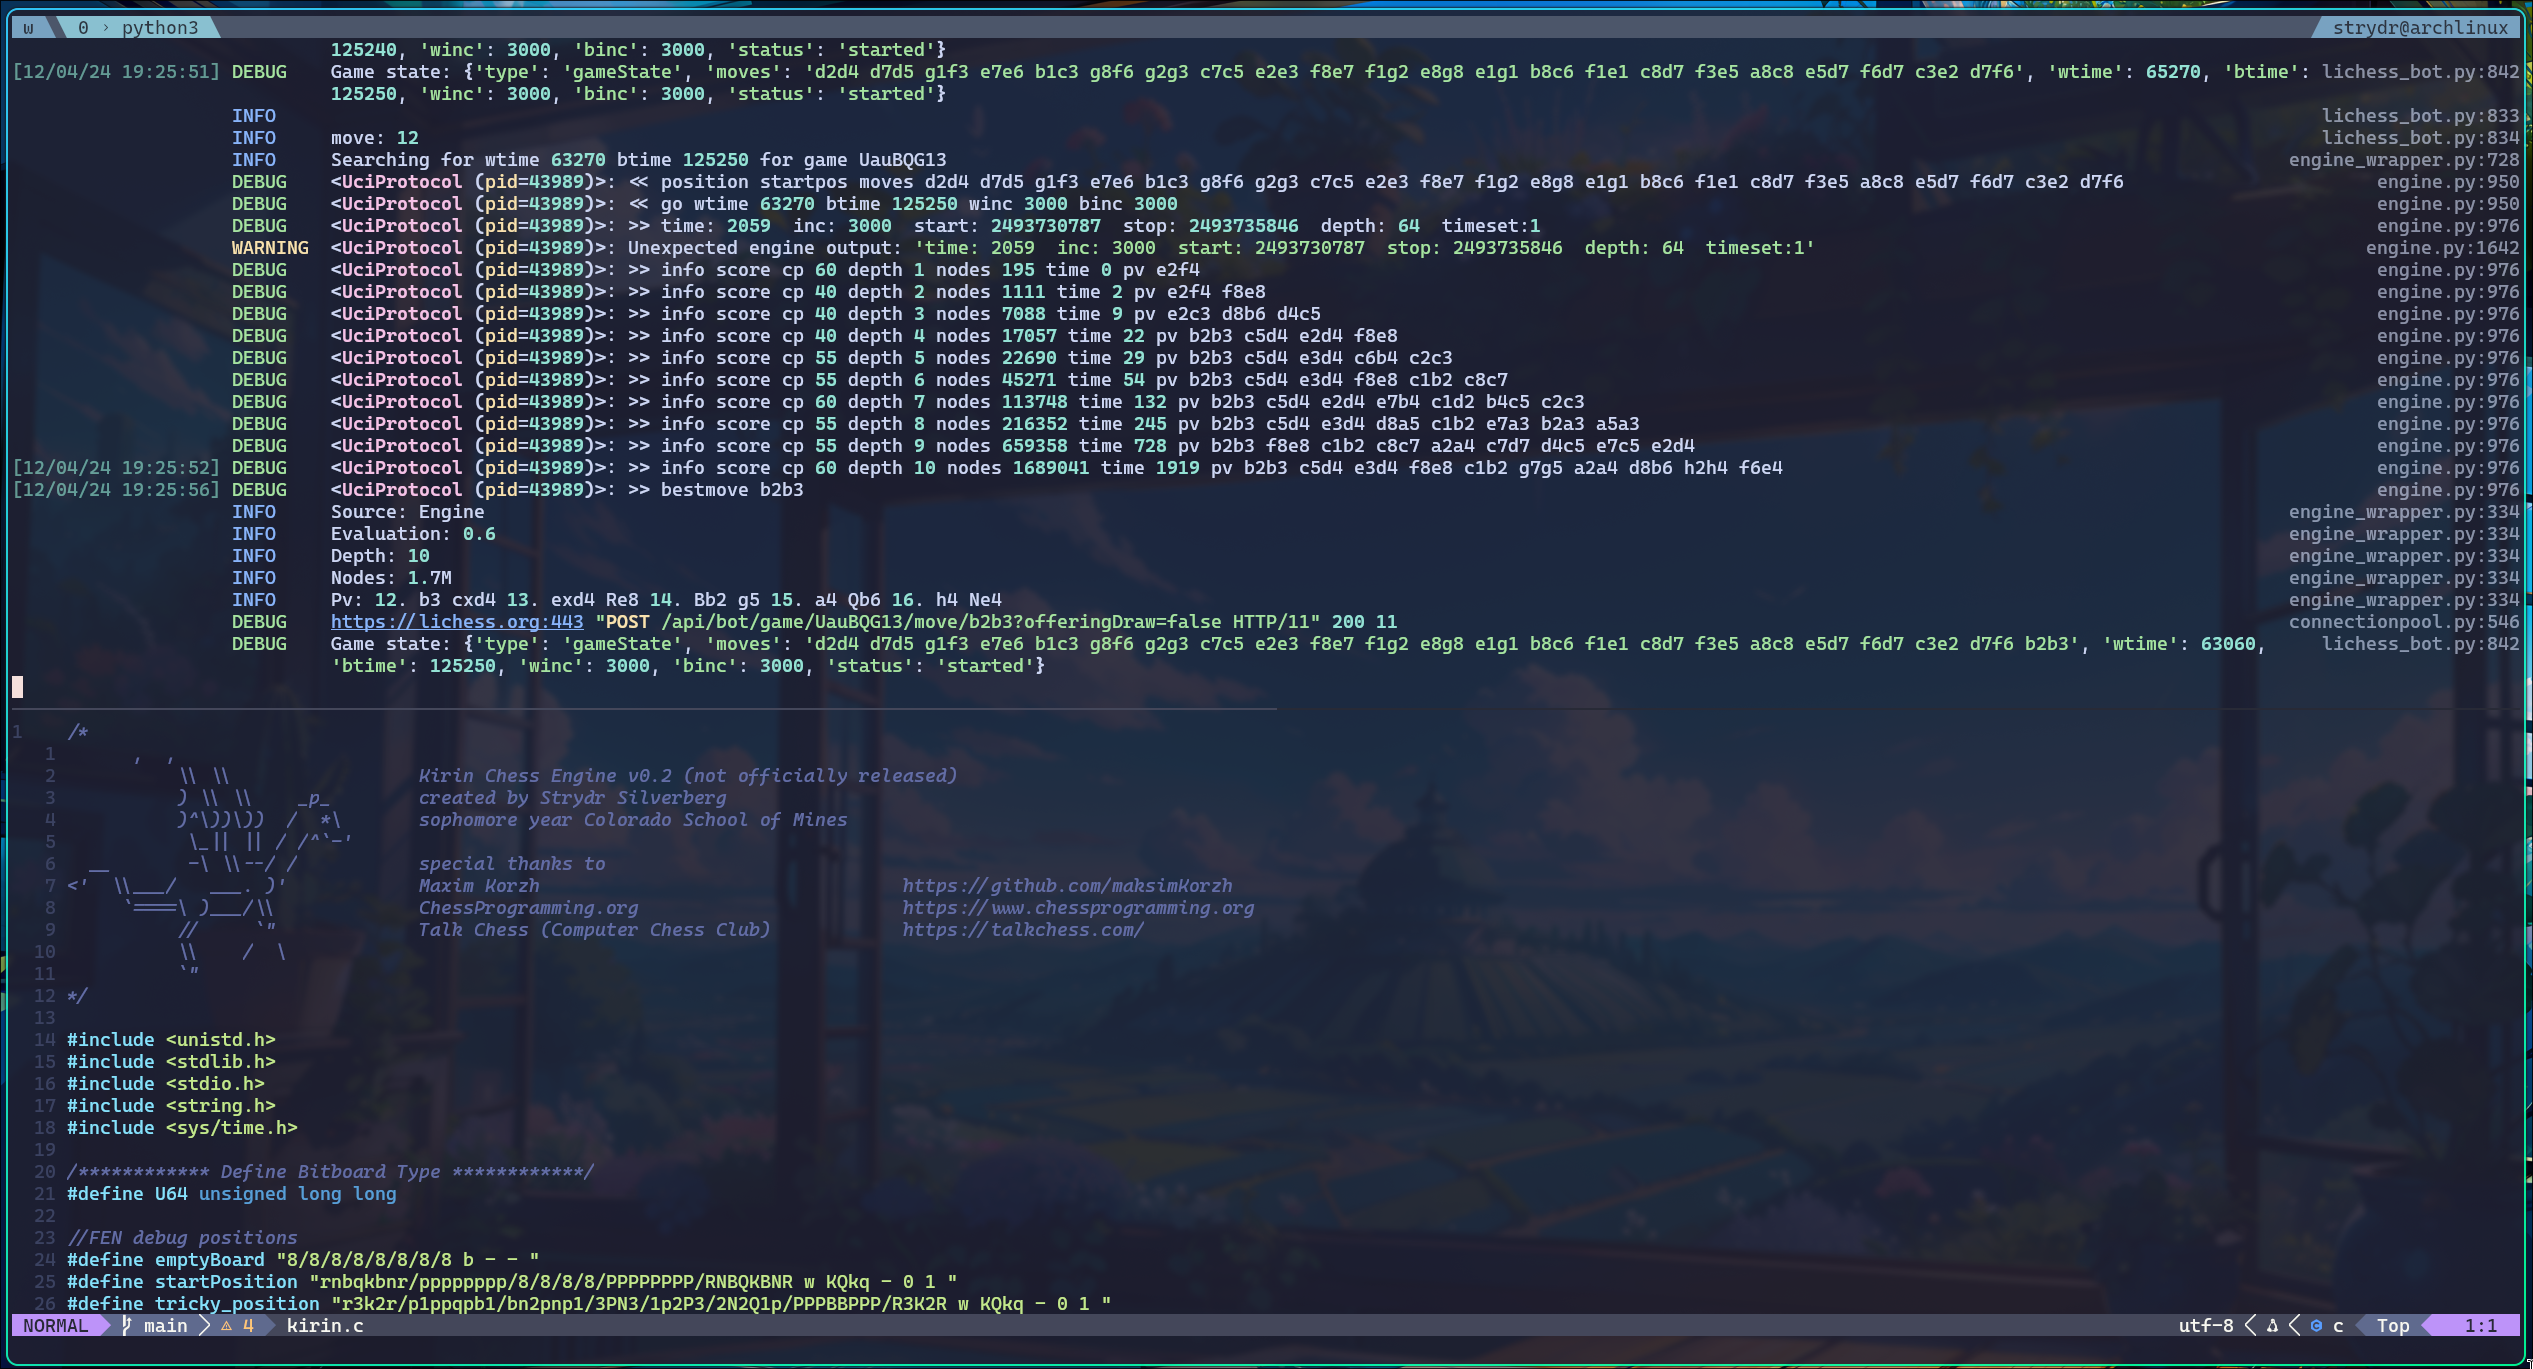 w  0 › python3  strydr@archlinux
125240, 'winc': 3000, 'binc': 3000, 'status': 'started'}
[12/04/24 19:25:51] DEBUG    Game state: {'type': 'gameState', 'moves': 'd2d4 d7d5 g1f3 e7e6 b1c3 g8f6 g2g3 c7c5 e2e3 f8e7 f1g2 e8g8 e1g1 b8c6 f1e1 c8d7 f3e5 a8c8 e5d7 f6d7 c3e2 d7f6', 'wtime': 65270, 'btime': lichess_bot.py:842
125250, 'winc': 3000, 'binc': 3000, 'status': 'started'}
INFO    lichess_bot.py:833
INFO    move: 12    lichess_bot.py:834
INFO    Searching for wtime 63270 btime 125250 for game UauBQG13    engine_wrapper.py:728
DEBUG    <UciProtocol (pid=43989)>: << position startpos moves d2d4 d7d5 g1f3 e7e6 b1c3 g8f6 g2g3 c7c5 e2e3 f8e7 f1g2 e8g8 e1g1 b8c6 f1e1 c8d7 f3e5 a8c8 e5d7 f6d7 c3e2 d7f6    engine.py:950
DEBUG    <UciProtocol (pid=43989)>: << go wtime 63270 btime 125250 winc 3000 binc 3000    engine.py:950
DEBUG    <UciProtocol (pid=43989)>: >> time: 2059  inc: 3000  start: 2493730787  stop: 2493735846  depth: 64  timeset:1    engine.py:976
WARNING  <UciProtocol (pid=43989)>: Unexpected engine output: 'time: 2059  inc: 3000  start: 2493730787  stop: 2493735846  depth: 64  timeset:1'    engine.py:1642
DEBUG    <UciProtocol (pid=43989)>: >> info score cp 60 depth 1 nodes 195 time 0 pv e2f4    engine.py:976
DEBUG    <UciProtocol (pid=43989)>: >> info score cp 40 depth 2 nodes 1111 time 2 pv e2f4 f8e8    engine.py:976
DEBUG    <UciProtocol (pid=43989)>: >> info score cp 40 depth 3 nodes 7088 time 9 pv e2c3 d8b6 d4c5    engine.py:976
DEBUG    <UciProtocol (pid=43989)>: >> info score cp 40 depth 4 nodes 17057 time 22 pv b2b3 c5d4 e2d4 f8e8    engine.py:976
DEBUG    <UciProtocol (pid=43989)>: >> info score cp 55 depth 5 nodes 22690 time 29 pv b2b3 c5d4 e3d4 c6b4 c2c3    engine.py:976
DEBUG    <UciProtocol (pid=43989)>: >> info score cp 55 depth 6 nodes 45271 time 54 pv b2b3 c5d4 e3d4 f8e8 c1b2 c8c7    engine.py:976
DEBUG    <UciProtocol (pid=43989)>: >> info score cp 60 depth 7 nodes 113748 time 132 pv b2b3 c5d4 e2d4 e7b4 c1d2 b4c5 c2c3    engine.py:976
DEBUG    <UciProtocol (pid=43989)>: >> info score cp 55 depth 8 nodes 216352 time 245 pv b2b3 c5d4 e3d4 d8a5 c1b2 e7a3 b2a3 a5a3    engine.py:976
DEBUG    <UciProtocol (pid=43989)>: >> info score cp 55 depth 9 nodes 659358 time 728 pv b2b3 f8e8 c1b2 c8c7 a2a4 c7d7 d4c5 e7c5 e2d4    engine.py:976
[12/04/24 19:25:52] DEBUG    <UciProtocol (pid=43989)>: >> info score cp 60 depth 10 nodes 1689041 time 1919 pv b2b3 c5d4 e3d4 f8e8 c1b2 g7g5 a2a4 d8b6 h2h4 f6e4    engine.py:976
[12/04/24 19:25:56] DEBUG    <UciProtocol (pid=43989)>: >> bestmove b2b3    engine.py:976
INFO    Source: Engine    engine_wrapper.py:334
INFO    Evaluation: 0.6    engine_wrapper.py:334
INFO    Depth: 10    engine_wrapper.py:334
INFO    Nodes: 1.7M    engine_wrapper.py:334
INFO    Pv: 12. b3 cxd4 13. exd4 Re8 14. Bb2 g5 15. a4 Qb6 16. h4 Ne4    engine_wrapper.py:334
DEBUG    https://lichess.org:443 "POST /api/bot/game/UauBQG13/move/b2b3?offeringDraw=false HTTP/11" 200 11    connectionpool.py:546
DEBUG    Game state: {'type': 'gameState', 'moves': 'd2d4 d7d5 g1f3 e7e6 b1c3 g8f6 g2g3 c7c5 e2e3 f8e7 f1g2 e8g8 e1g1 b8c6 f1e1 c8d7 f3e5 a8c8 e5d7 f6d7 c3e2 d7f6 b2b3', 'wtime': 63060,    lichess_bot.py:842
'btime': 125250, 'winc': 3000, 'binc': 3000, 'status': 'started'}
1    /*
   1       ,  ,
   2           \\ \\                 Kirin Chess Engine v0.2 (not officially released)
   3           ) \\ \\    _p_        created by Strydr Silverberg
   4           )^\))\))  /  *\       sophomore year Colorado School of Mines
   5            \_|| || / /^`-'
   6   __       -\ \\--/ /           special thanks to
   7 <'  \\___/   ___. )'            Maxim Korzh                                 https://github.com/maksimKorzh
   8      `====\ )___/\\             ChessProgramming.org                        https://www.chessprogramming.org
   9           //     `"             Talk Chess (Computer Chess Club)            https://talkchess.com/
  10           \\    /  \
  11           `"
  12 */
  13
  14 #include <unistd.h>
  15 #include <stdlib.h>
  16 #include <stdio.h>
  17 #include <string.h>
  18 #include <sys/time.h>
  19
  20 /************ Define Bitboard Type ************/
  21 #define U64 unsigned long long
  22
  23 //FEN debug positions
  24 #define emptyBoard "8/8/8/8/8/8/8/8 b - - "
  25 #define startPosition "rnbqkbnr/pppppppp/8/8/8/8/PPPPPPPP/RNBQKBNR w KQkq - 0 1 "
  26 #define tricky_position "r3k2r/p1ppqpb1/bn2pnp1/3PN3/1p2P3/2N2Q1p/PPPBBPPP/R3K2R w KQkq - 0 1 "
NORMAL  main  ⚠ 4  kirin.c  utf-8  c  Top  1:1